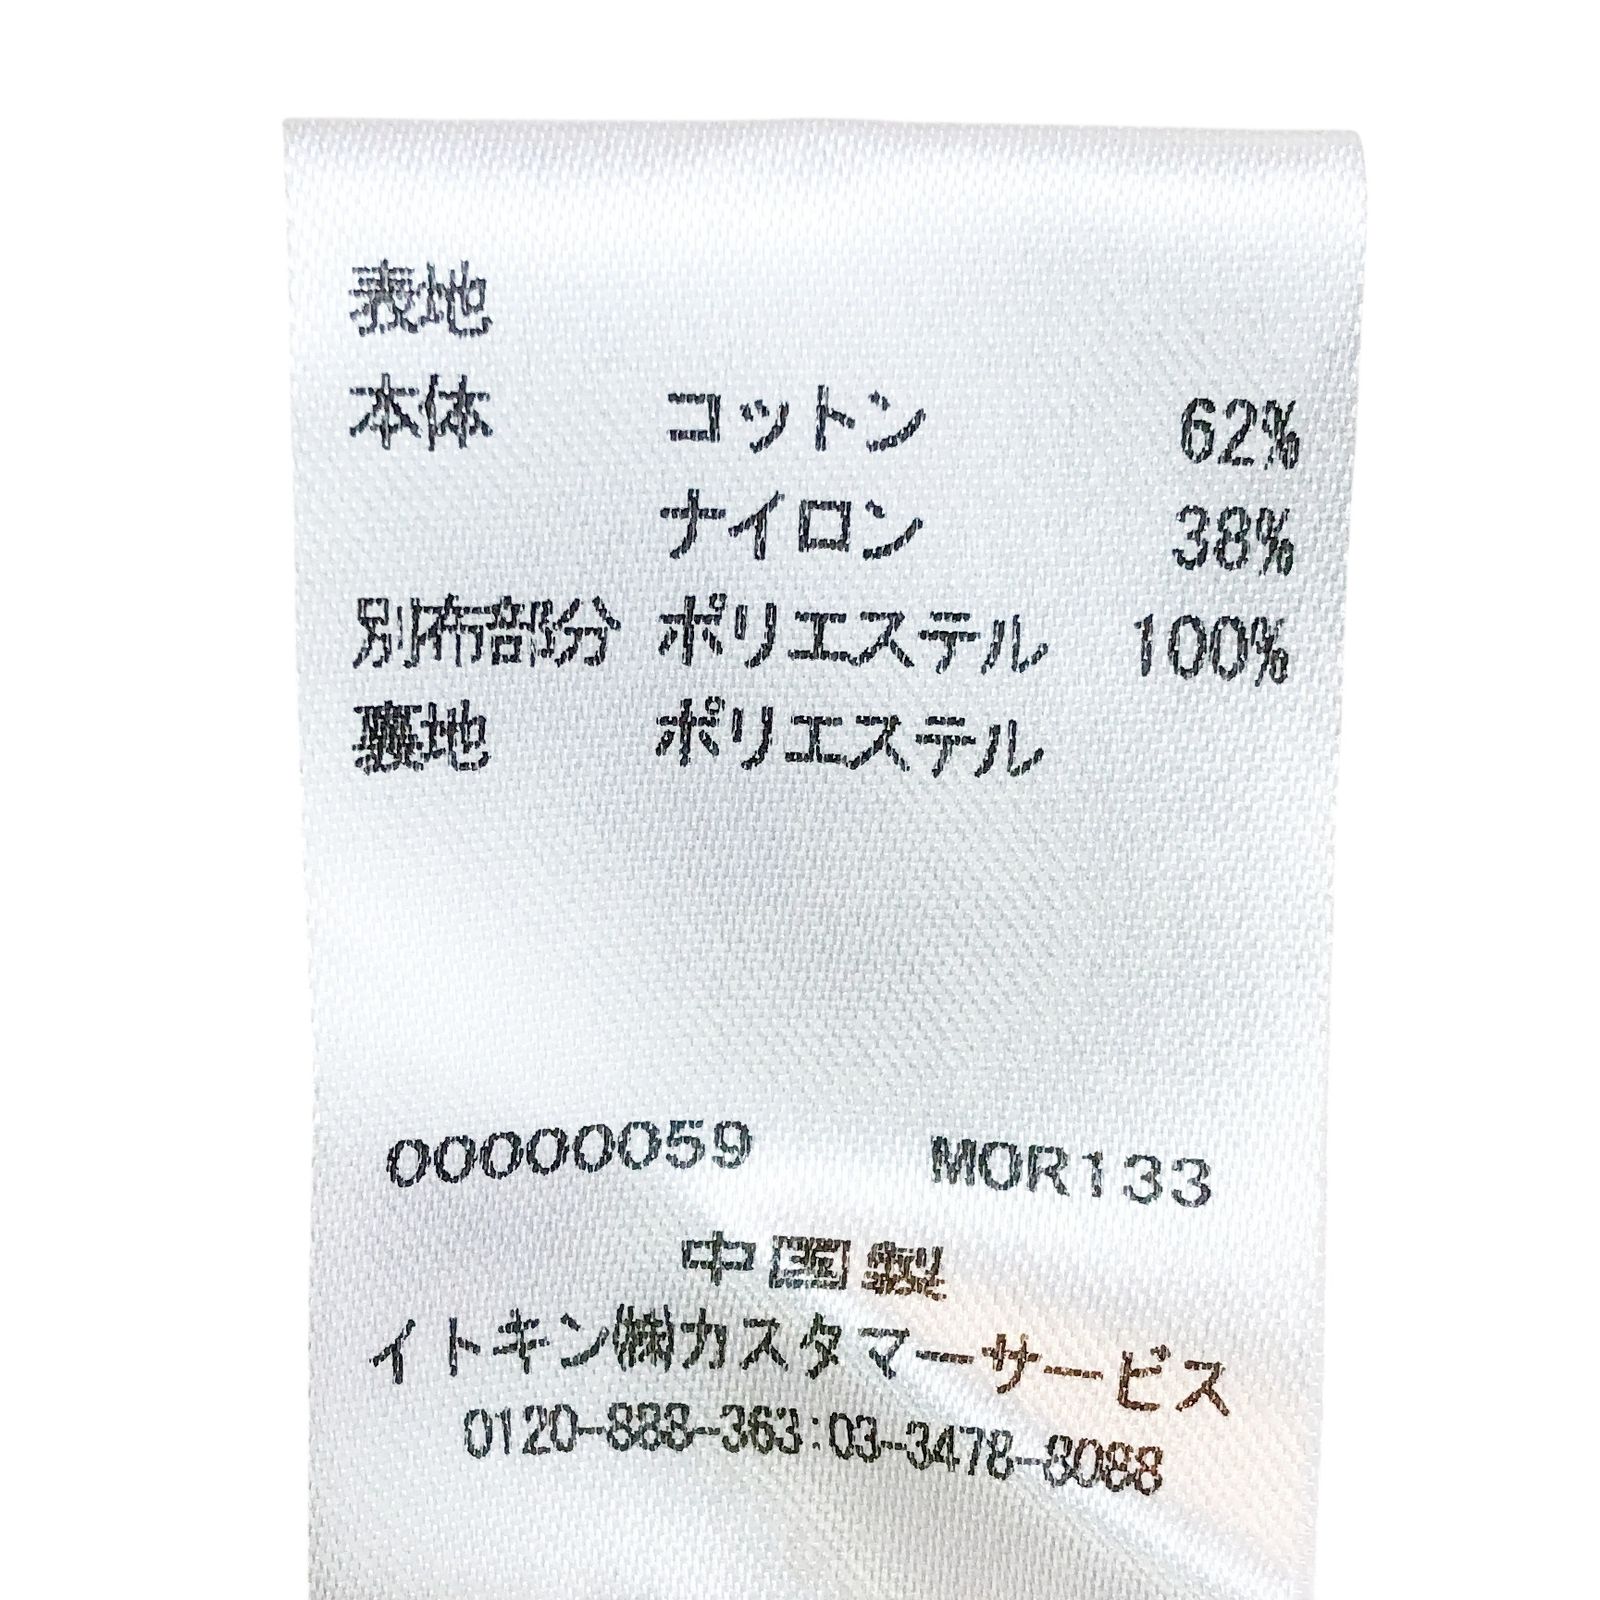 表地
本体 コットン 62%
ナイロン 38%
別布部分 ポリエステル 100%
裏地 ポリエステル
00000059 MOR133
中国製
イトキン㈱カスタマーサービス
0120-888-363:03-3478-8088